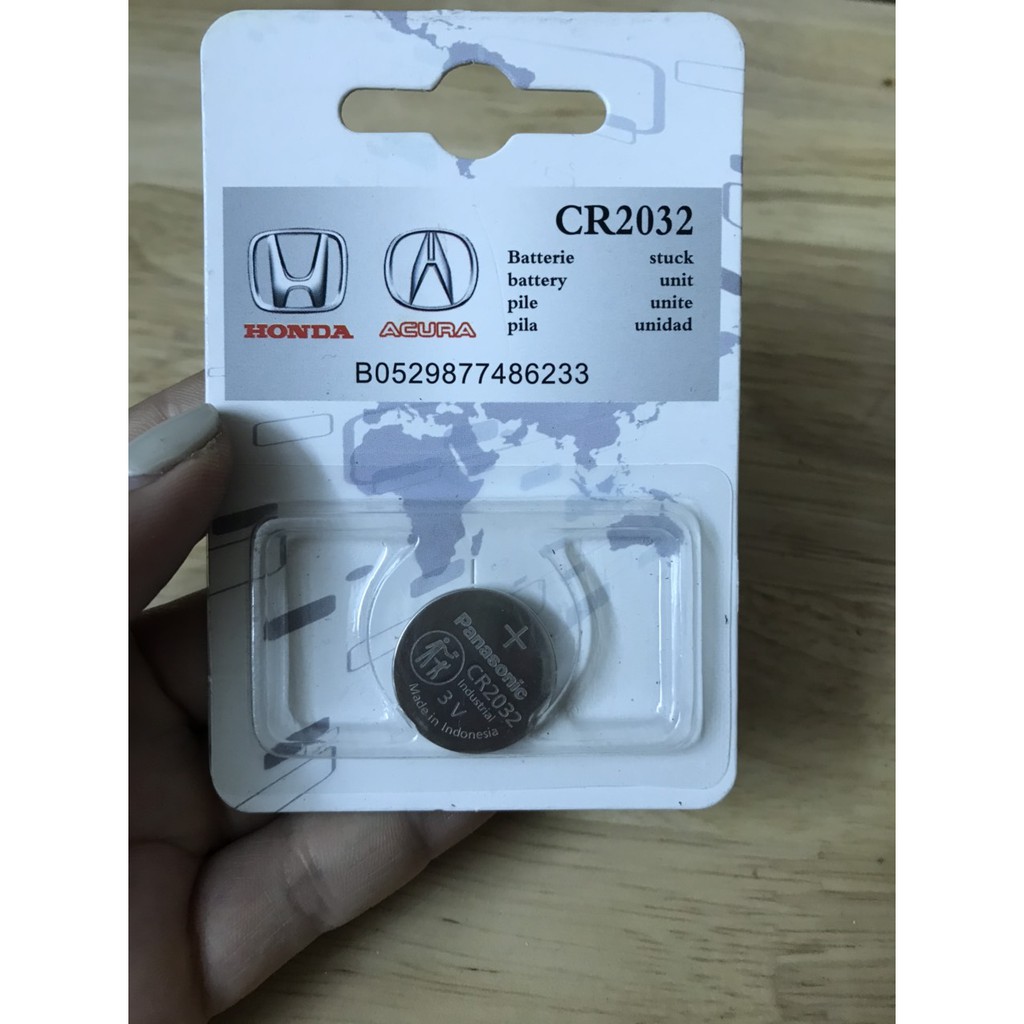 CR2032
Batterie stuck
battery unit
pile unite
pila unidad
HONDA ACURA
B0529877486233
+
Panasonic
CR2032
Industrial
3 V
Made in Indonesia